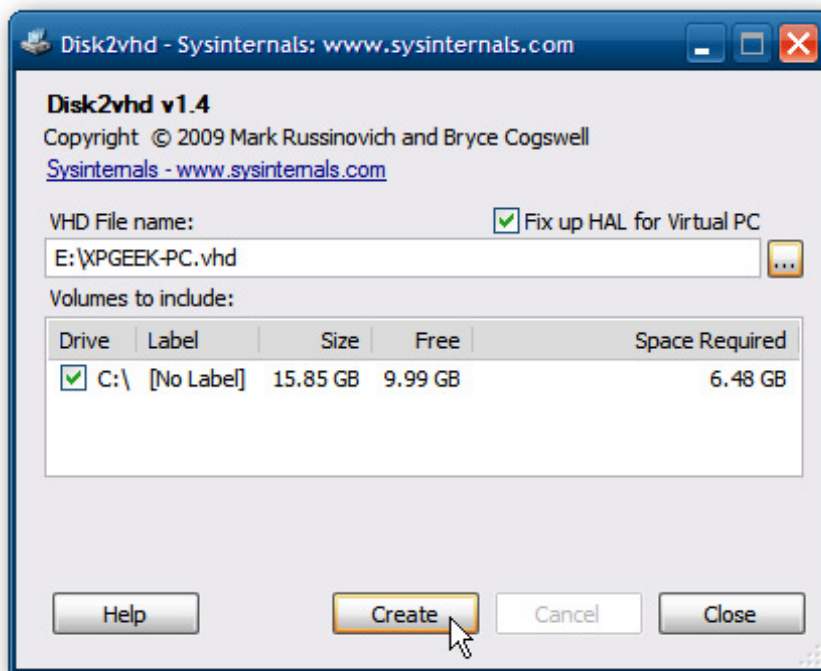 Disk2vhd - Sysinternals: www.sysinternals.com
Disk2vhd v1.4
Copyright © 2009 Mark Russinovich and Bryce Cogswell
Sysinternals - www.sysinternals.com
VHD File name: Fix up HAL for Virtual PC
E:\XPGEEK-PC.vhd ...
Volumes to include:
Drive Label Size Free Space Required
C:\ [No Label] 15.85 GB 9.99 GB 6.48 GB
Help Create Cancel Close